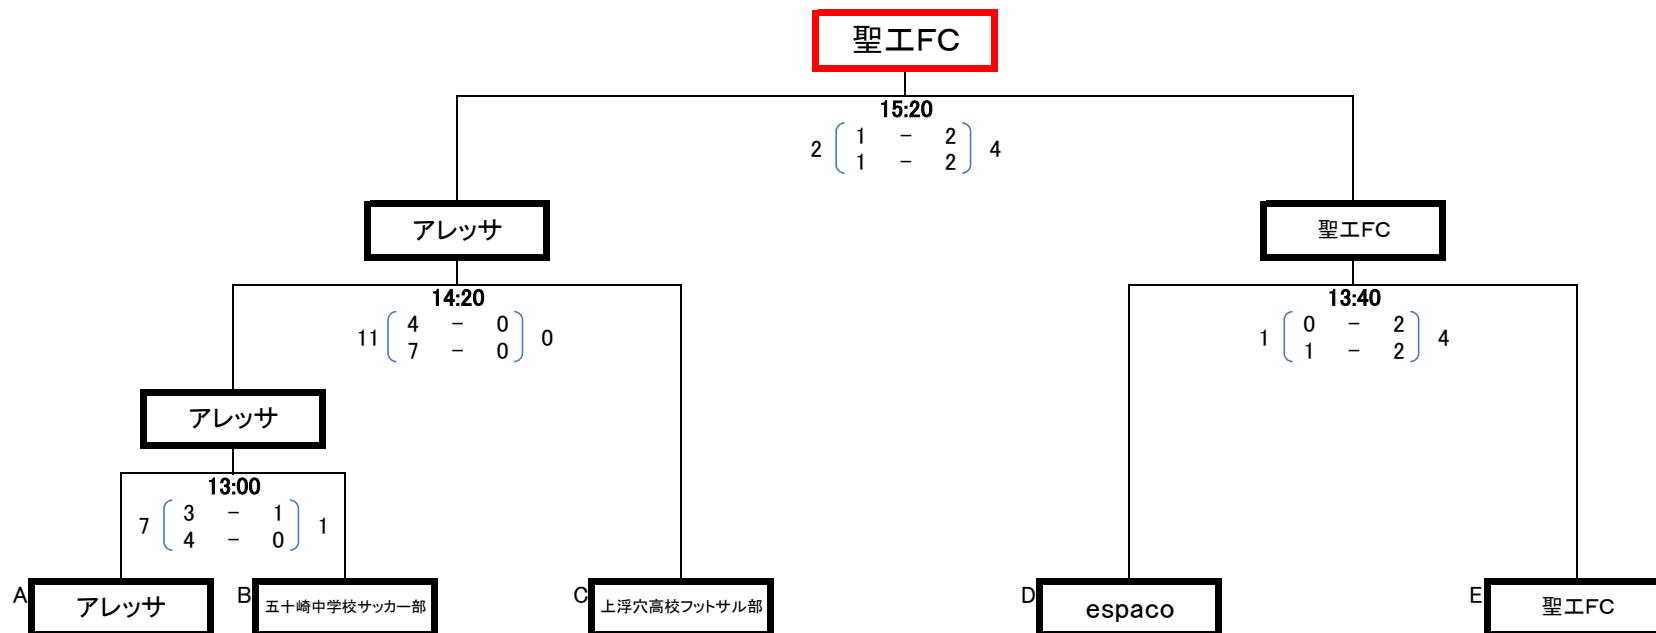 聖工FC
15:20
2 1 － 2 4
1 － 2
アレッサ
聖工FC
14:20
11 4 － 0 0
7 － 0
13:40
1 0 － 2 4
1 － 2
アレッサ
13:00
7 3 － 1 1
4 － 0
A アレッサ
B 五十崎中学校サッカー部
C 上浮穴高校フットサル部
D espaco
E 聖工FC